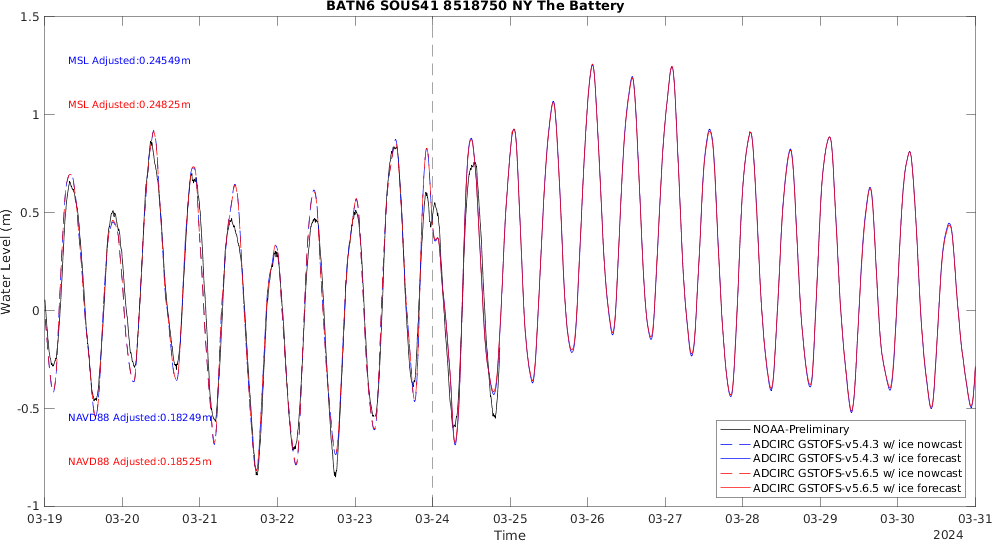 BATN6 SOUS41 8518750 NY The Battery
1.5
1
0.5
0
-0.5
-1
Water Level (m)
MSL Adjusted:0.24549m
MSL Adjusted:0.24825m
NAVD88 Adjusted:0.18249m
NAVD88 Adjusted:0.18525m
NOAA-Preliminary
ADCIRC GSTOFS-v5.4.3 w/ ice nowcast
ADCIRC GSTOFS-v5.4.3 w/ ice forecast
ADCIRC GSTOFS-v5.6.5 w/ ice nowcast
ADCIRC GSTOFS-v5.6.5 w/ ice forecast
03-19 03-20 03-21 03-22 03-23 03-24 03-25 03-26 03-27 03-28 03-29 03-30 03-31
Time
2024